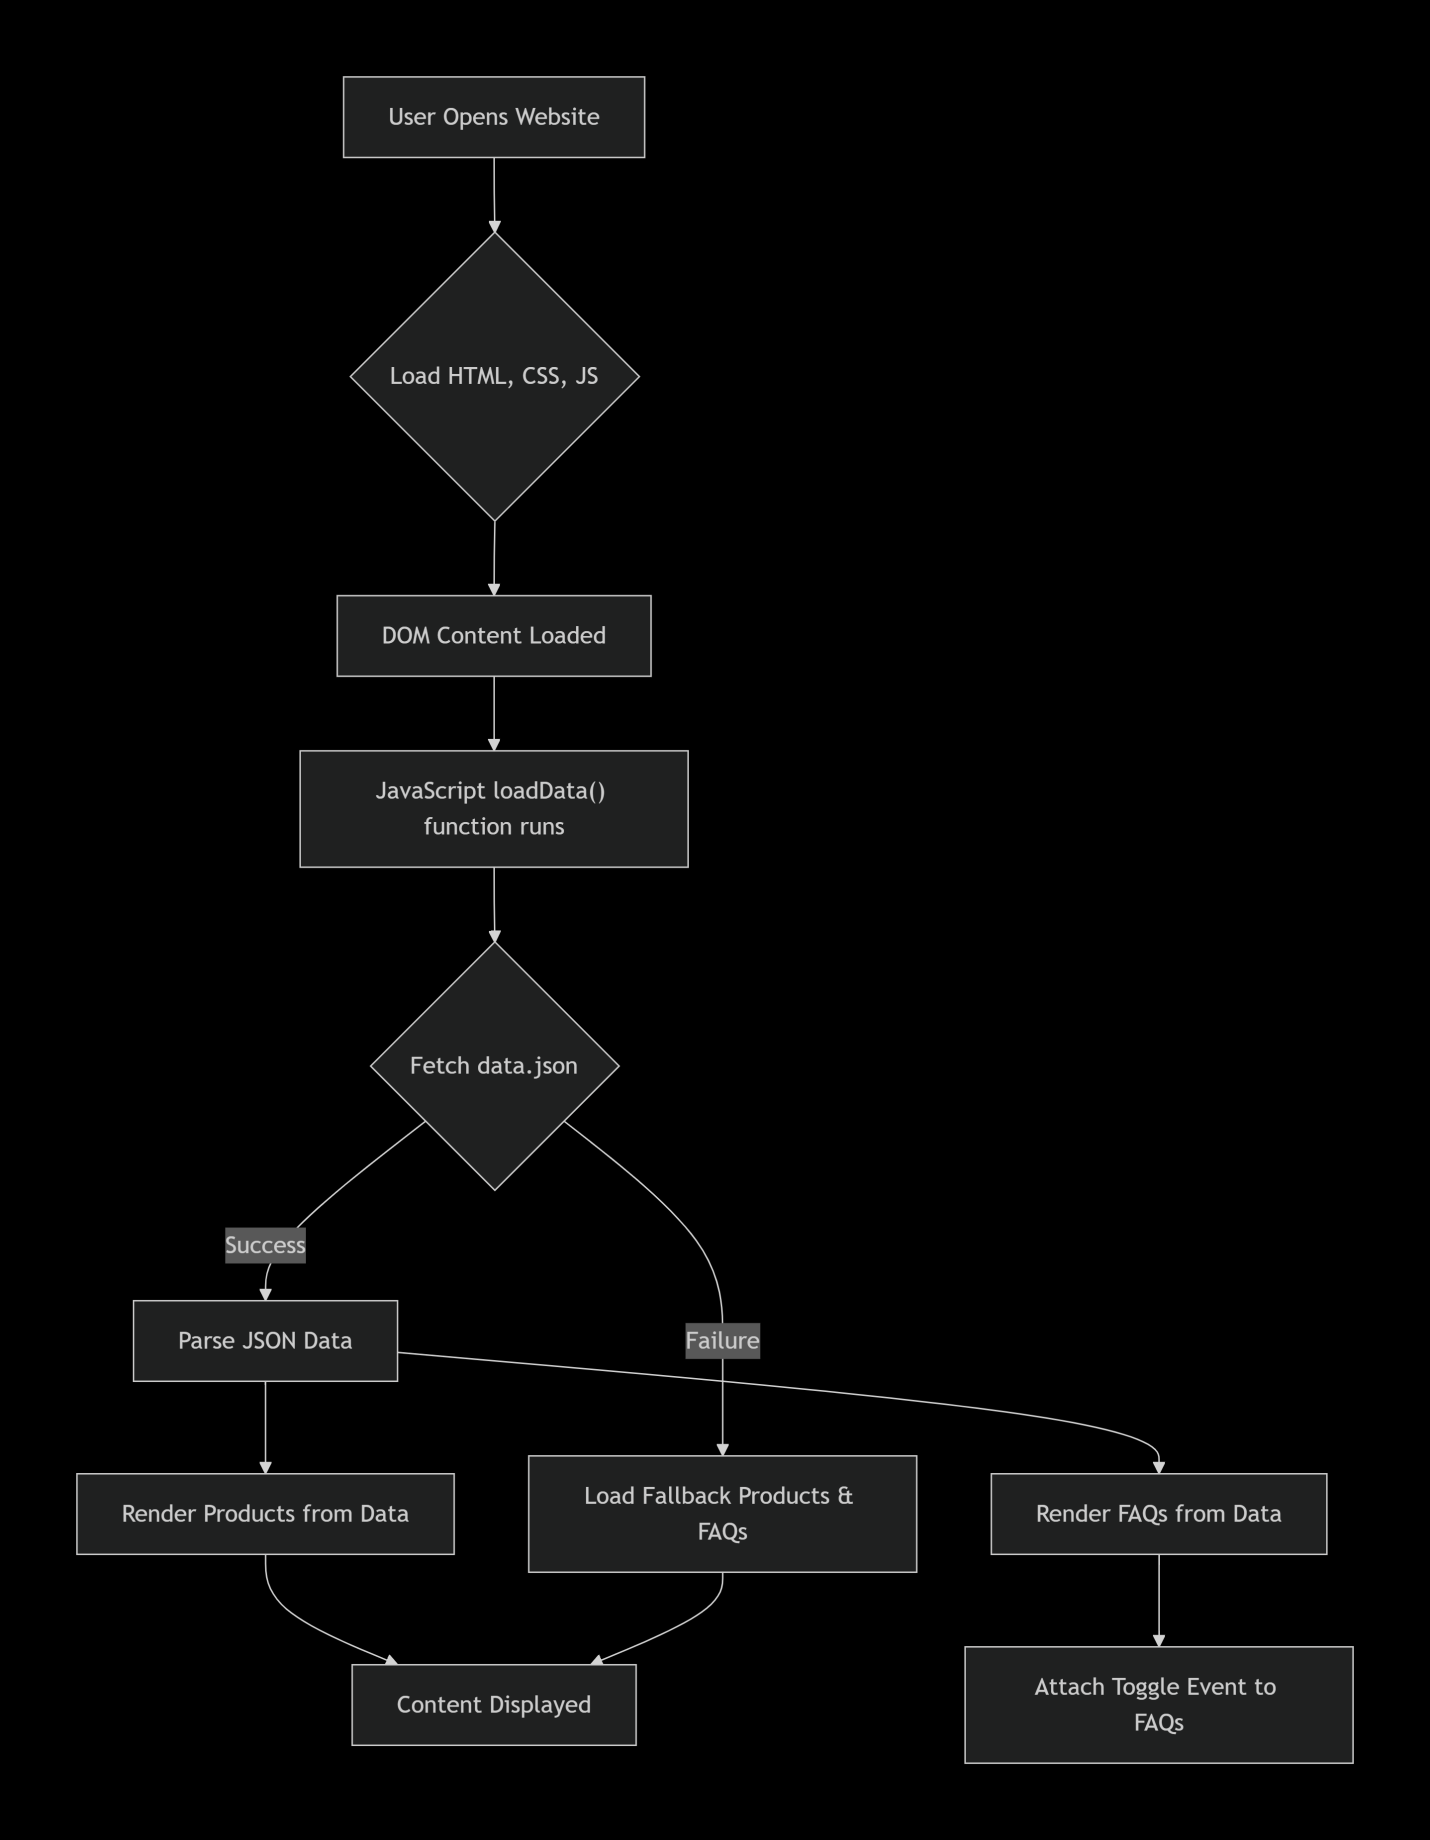 User Opens Website
Load HTML, CSS, JS
DOM Content Loaded
JavaScript loadData()
function runs
Fetch data.json
Success
Parse JSON Data
Failure
Render Products from Data
Load Fallback Products &
FAQs
Render FAQs from Data
Content Displayed
Attach Toggle Event to
FAQs